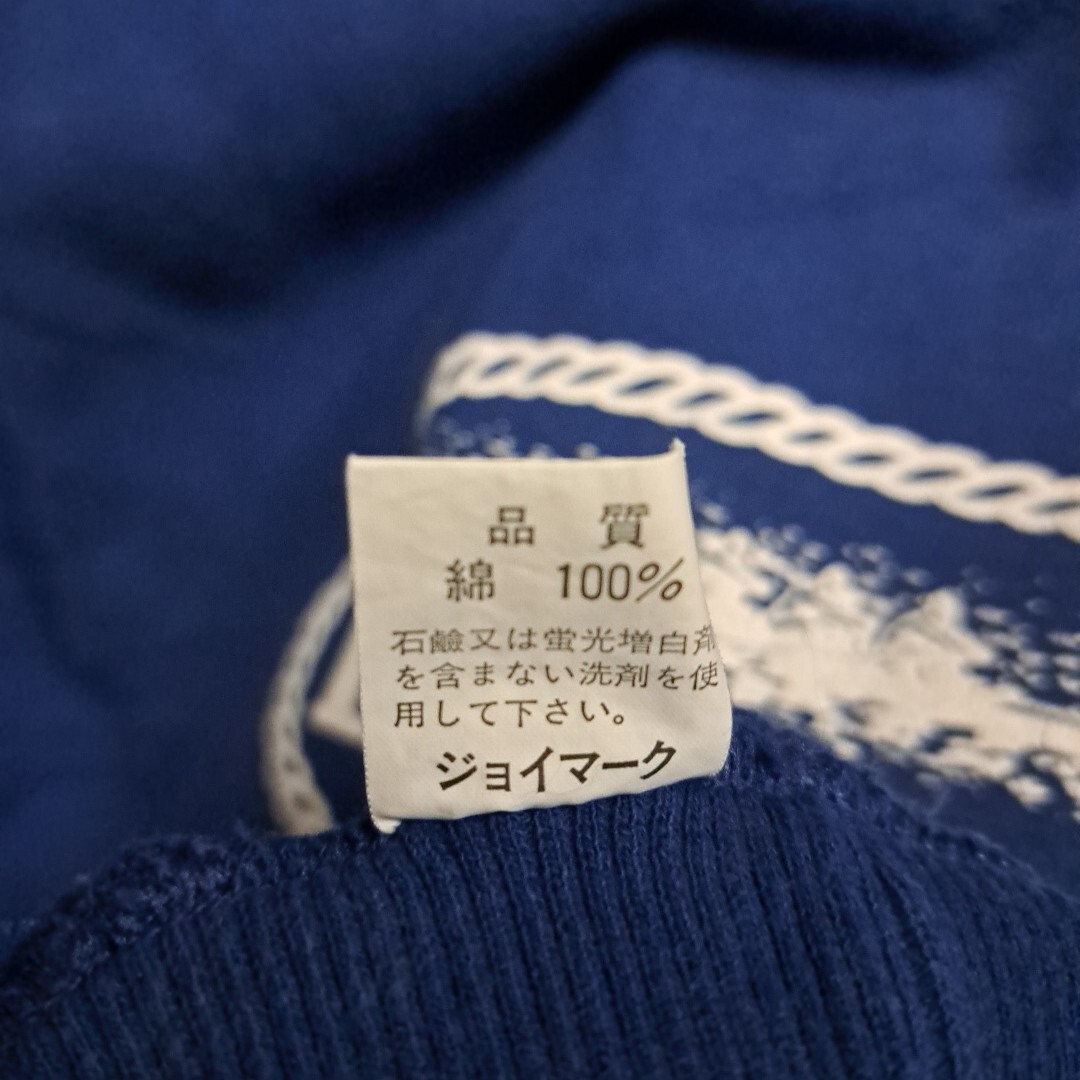 品 質
綿 100%
石鹸又は蛍光増白剤
を含まない洗剤を使
用して下さい。
ジョイマーク